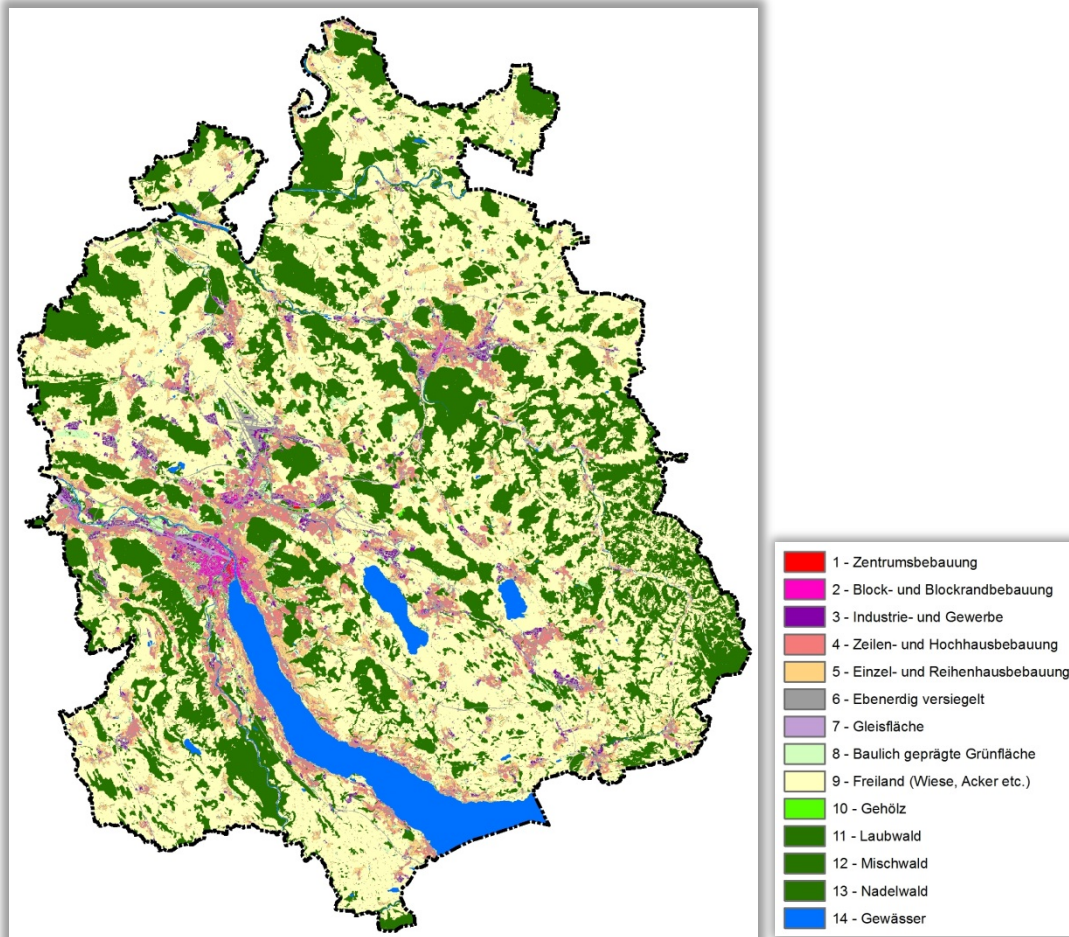 1 - Zentrumsbebauung
2 - Block- und Blockrandbebauung
3 - Industrie- und Gewerbe
4 - Zeilen- und Hochhausbebauung
5 - Einzel- und Reihenhausbebauung
6 - Ebenerdig versiegelt
7 - Gleisfläche
8 - Baulich geprägte Grünfläche
9 - Freiland (Wiese, Acker etc.)
10 - Gehölz
11 - Laubwald
12 - Mischwald
13 - Nadelwald
14 - Gewässer